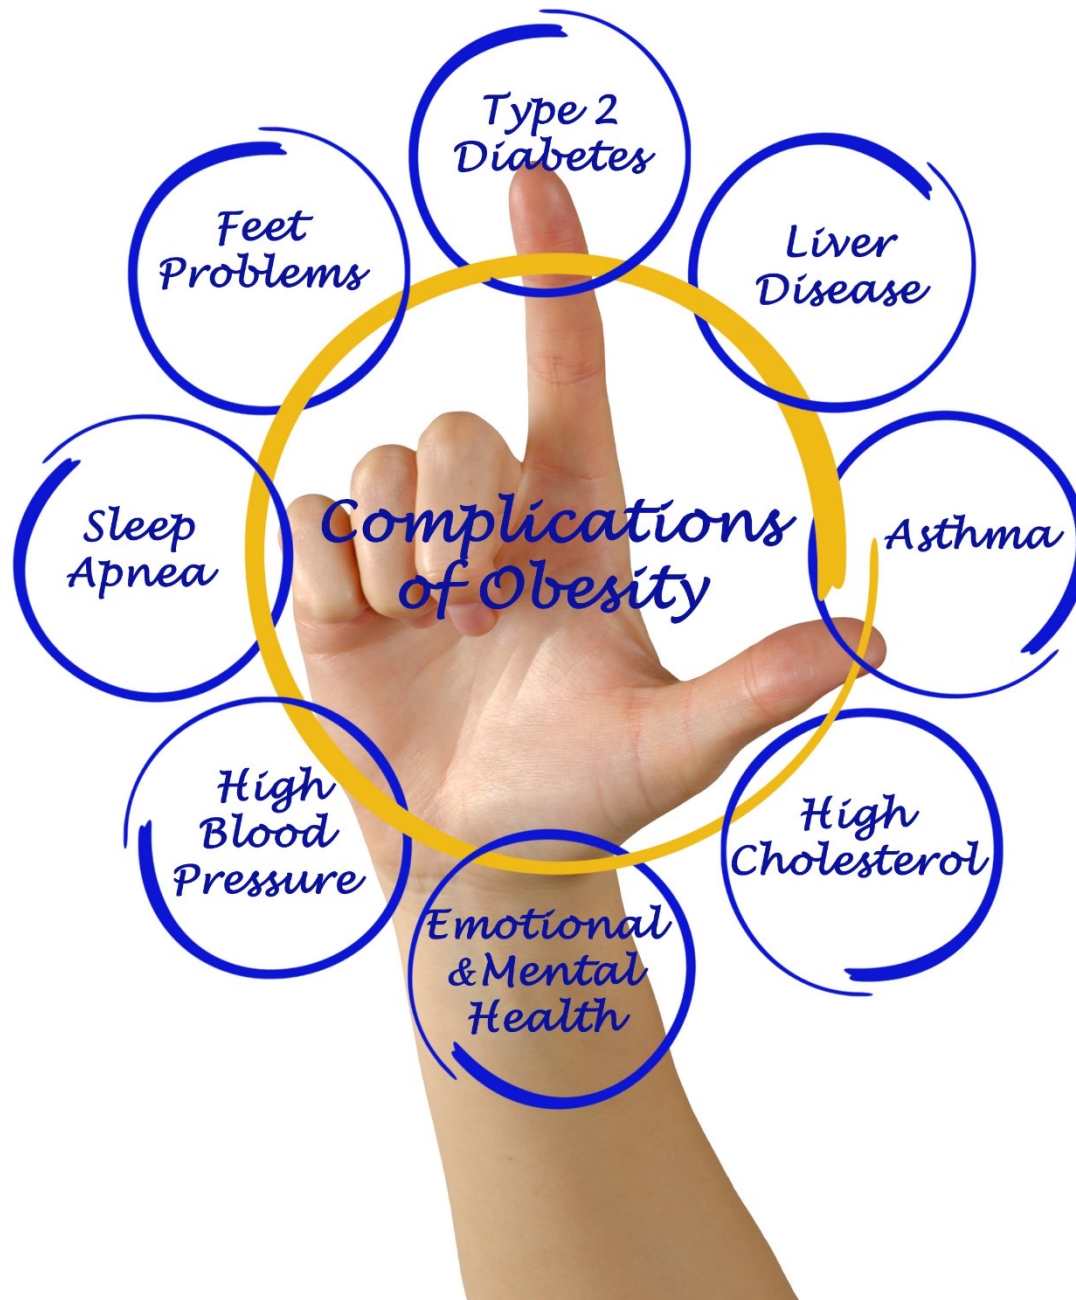 Type 2
Diabetes
Liver
Disease
Asthma
High
Cholesterol
Emotional
&Mental
Health
High
Blood
Pressure
Sleep
Apnea
Feet
Problems
Complications
of Obesity